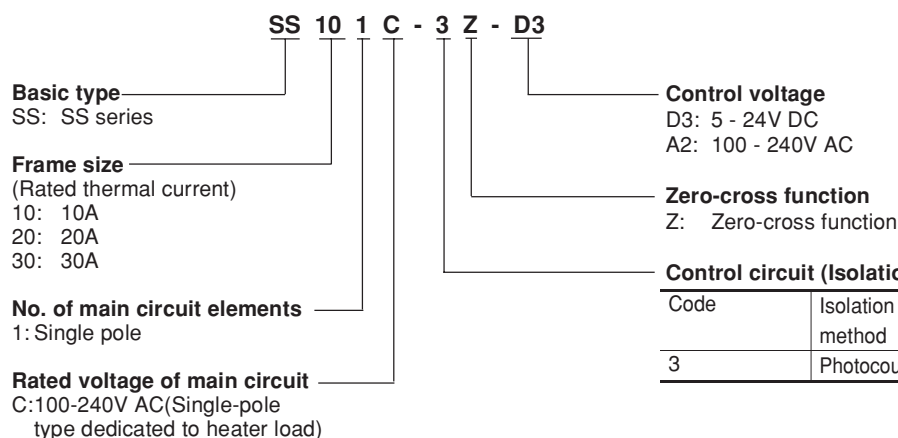 SS 10 1 C - 3 Z - D3
Basic type
SS: SS series
Frame size
(Rated thermal current)
10: 10A
20: 20A
30: 30A
No. of main circuit elements
1: Single pole
Rated voltage of main circuit
C:100-240V AC(Single-pole
type dedicated to heater load)
Control voltage
D3: 5 - 24V DC
A2: 100 - 240V AC
Zero-cross function
Z: Zero-cross function
Control circuit
Code Isolation
method
3